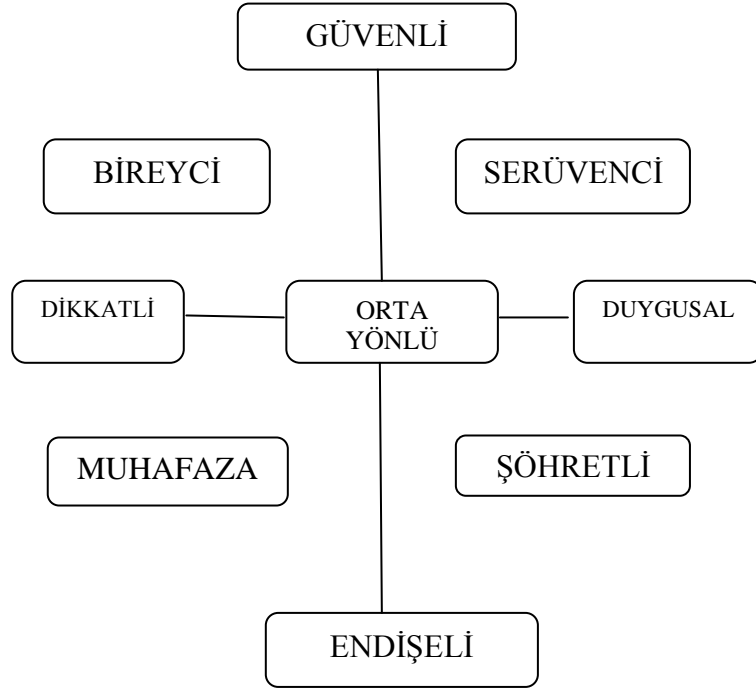 GÜVENLİ
BİREYCİ
SERÜVENCİ
DİKKATLİ
ORTA
YÖNLÜ
DUYGUSAL
MUHAFAZA
ŞÖHRETLİ
ENDİŞELİ